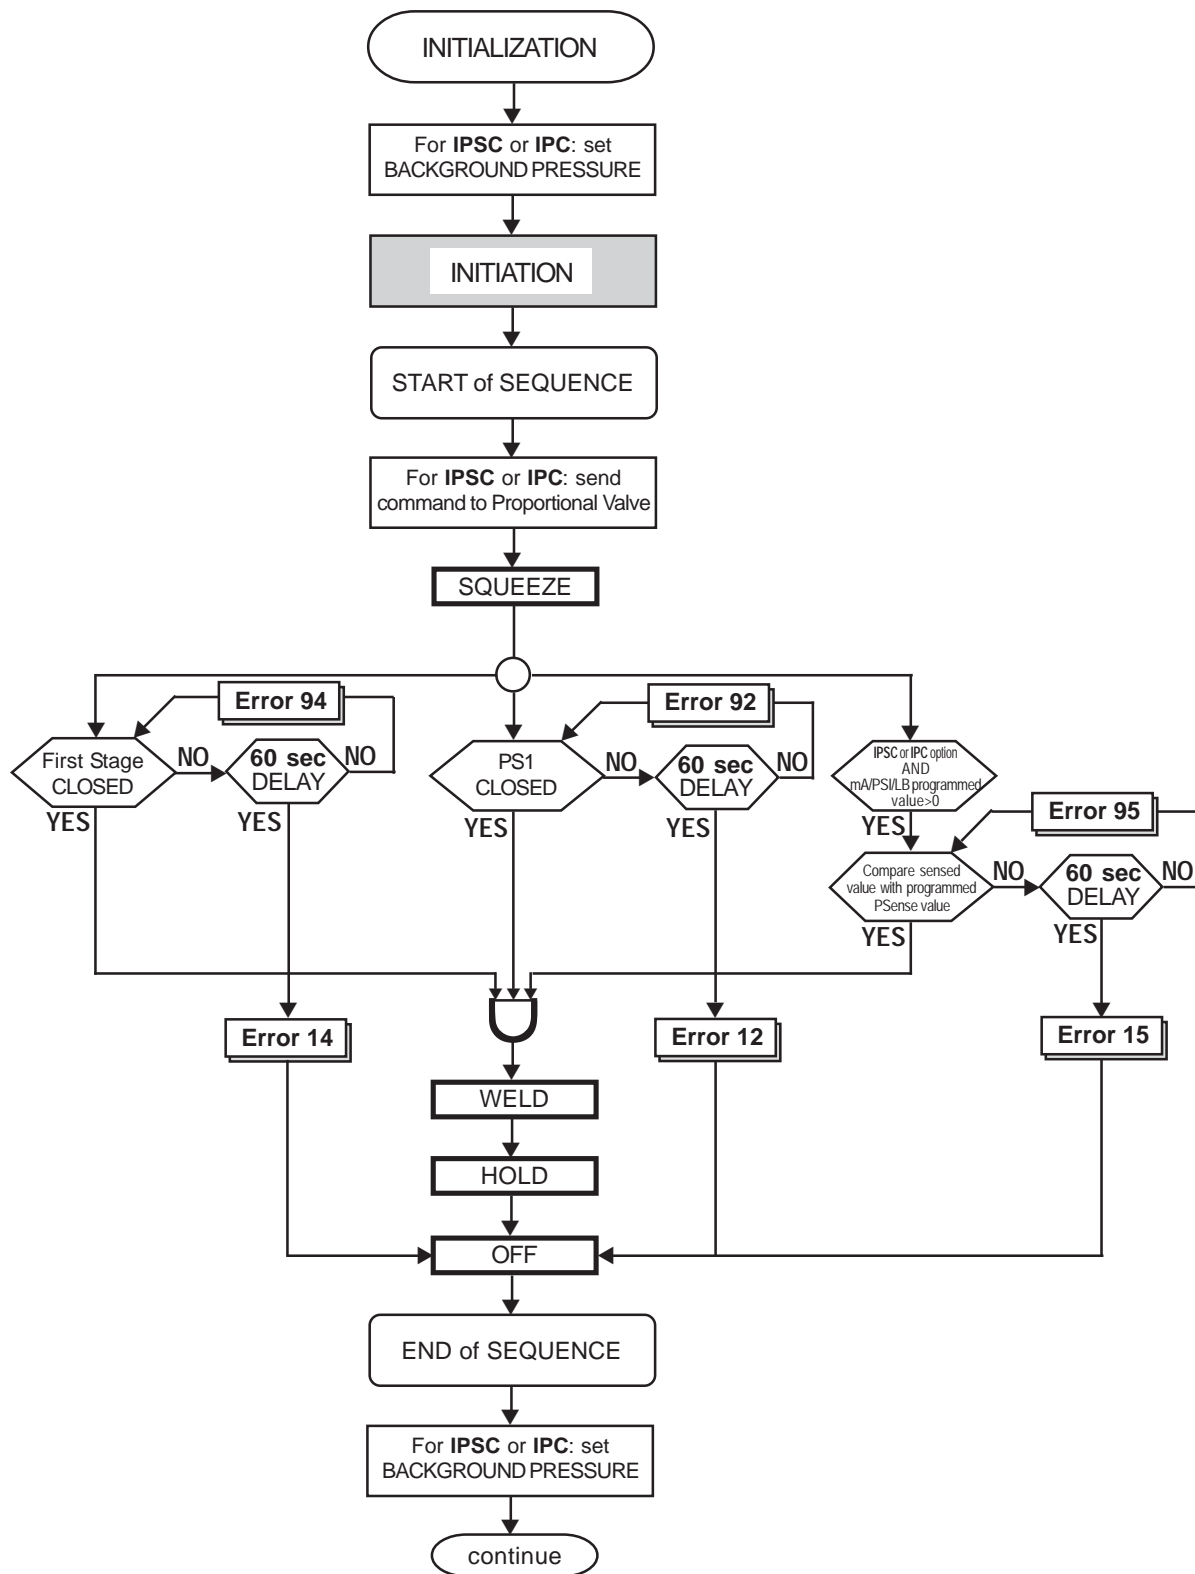 INITIALIZATION
For IPSC or IPC: set
BACKGROUND PRESSURE
INITIATION
START of SEQUENCE
For IPSC or IPC: send
command to Proportional Valve
SQUEEZE
Error 94
Error 92
First Stage
CLOSED
NO
60 sec
DELAY
NO
YES
YES
PS1
CLOSED
NO
60 sec
DELAY
NO
YES
YES
IPSC or IPC option
AND
mA/PSI/LB programmed
value>0
YES
Error 95
Compare sensed
value with programmed
PSense value
NO
60 sec
DELAY
NO
YES
YES
Error 14
Error 12
Error 15
WELD
HOLD
OFF
END of SEQUENCE
For IPSC or IPC: set
BACKGROUND PRESSURE
continue